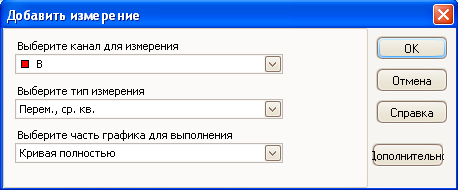 Добавить измерение
Выберите канал для измерения
B
Выберите тип измерения
Перем., ср. кв.
Выберите часть графика для выполнения
Кривая полностью
OK
Отмена
Справка
Дополнительно